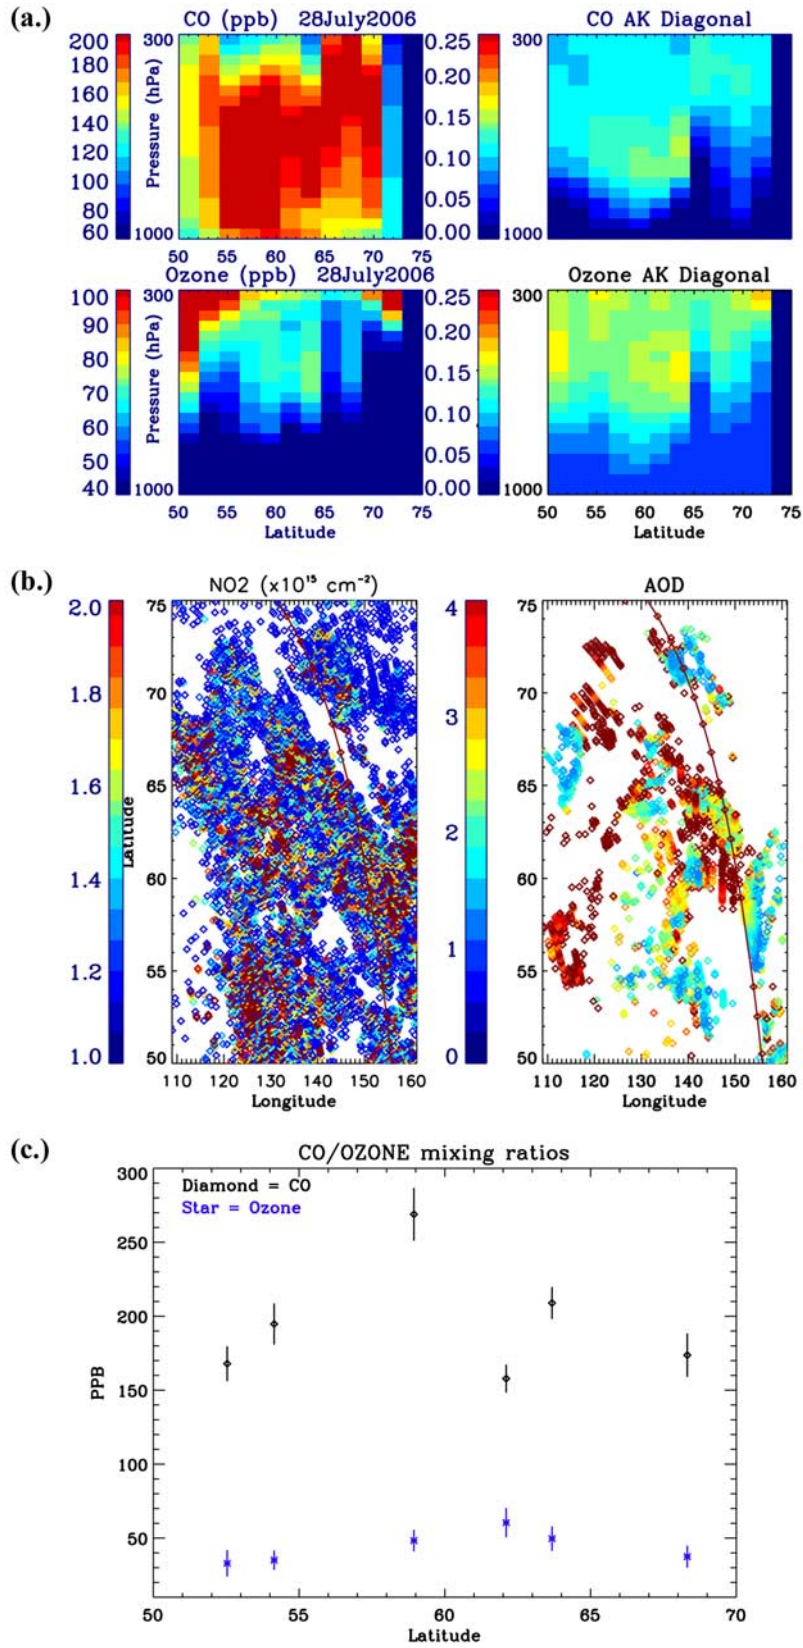 (a.)
CO (ppb) 28July2006
CO AK Diagonal
200
180
160
140
120
100
80
60
Pressure (hPa)
300
1000
50 55 60 65 70 75
0.25
0.20
0.15
0.10
0.05
0.00
300
1000
Ozone (ppb) 28July2006
Ozone AK Diagonal
100
90
80
70
60
50
40
Pressure (hPa)
300
1000
50 55 60 65 70 75
Latitude
0.25
0.20
0.15
0.10
0.05
0.00
300
1000
50 55 60 65 70 75
Latitude
(b.)
NO2 (x10¹⁵ cm⁻²)
AOD
2.0
1.8
1.6
1.4
1.2
1.0
Latitude
75
70
65
60
55
50
110 120 130 140 150 160
Longitude
4
3
2
1
0
75
70
65
60
55
50
110 120 130 140 150 160
Longitude
(c.)
CO/OZONE mixing ratios
Diamond = CO
Star = Ozone
PPB
300
250
200
150
100
50
50 55 60 65 70
Latitude